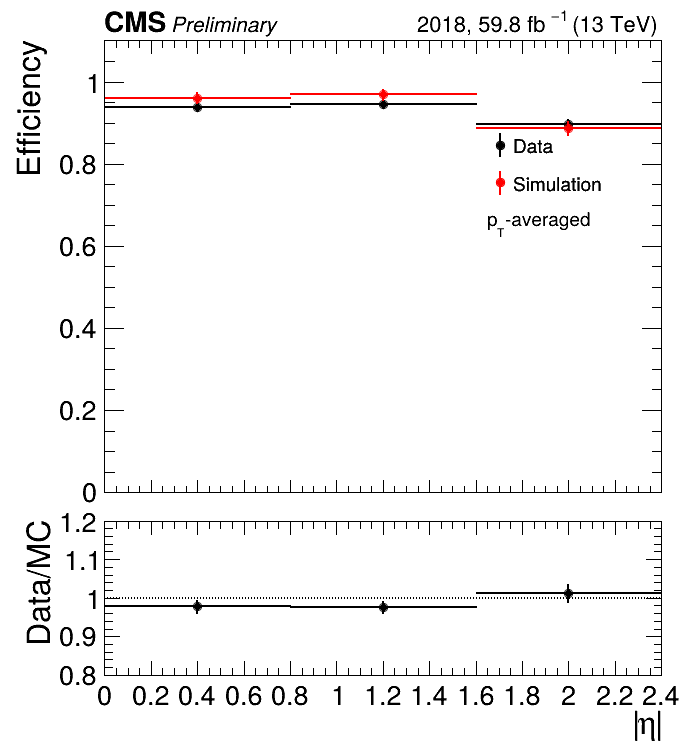 CMS Preliminary 2018, 59.8 fb⁻¹ (13 TeV)
Efficiency
1
0.8
0.6
0.4
0.2
0
Data
Simulation
pT-averaged
Data/MC
1.2
1.1
1
0.9
0.8
0 0.2 0.4 0.6 0.8 1 1.2 1.4 1.6 1.8 2 2.2 2.4
|η|